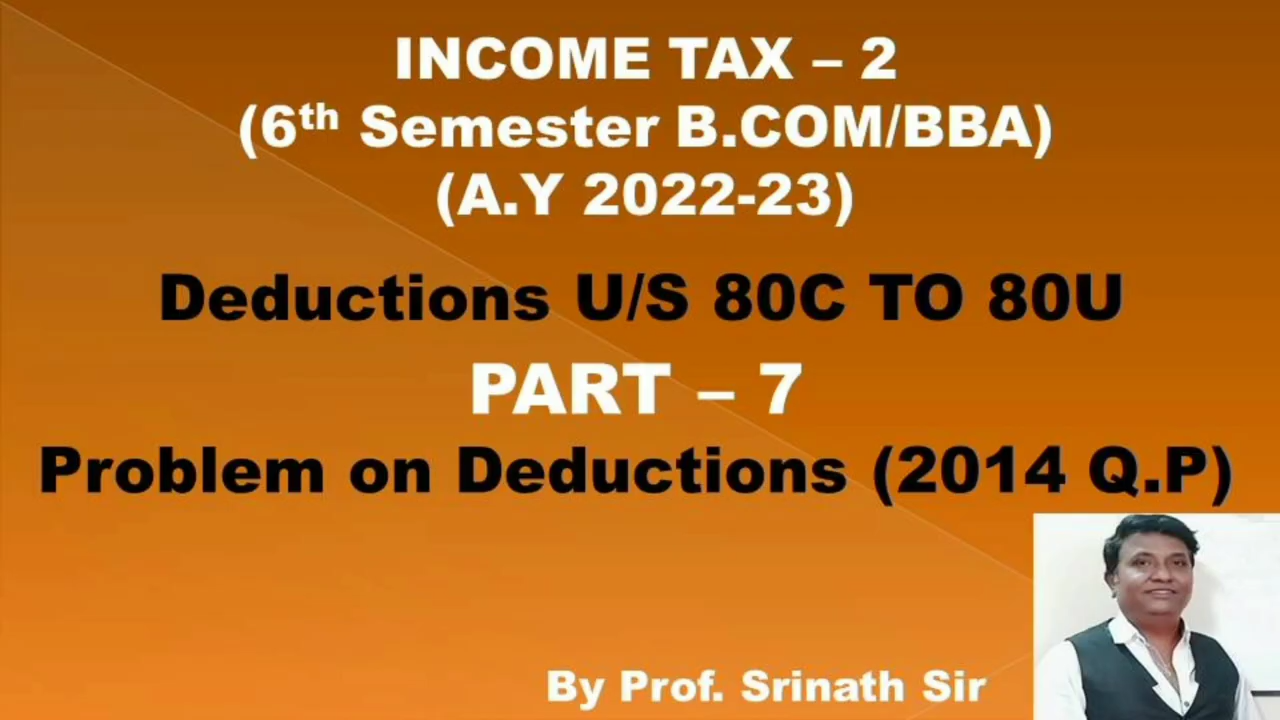 INCOME TAX – 2
(6th Semester B.COM/BBA)
(A.Y 2022-23)
Deductions U/S 80C TO 80U
PART – 7
Problem on Deductions (2014 Q.P)
By Prof. Srinath Sir